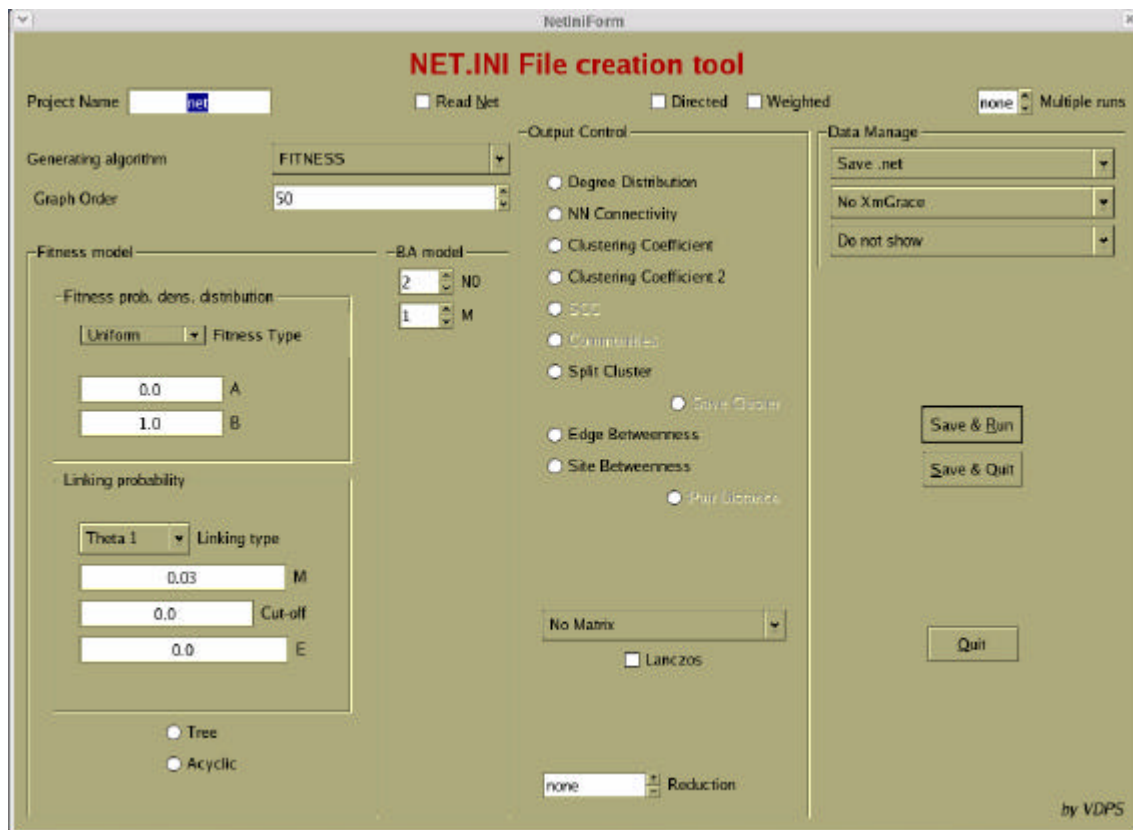 NetIniForm
NET.INI File creation tool
Project Name net Read Net Directed Weighted none Multiple runs
Output Control
Data Manage
Generating algorithm FITNESS
Graph Order 50
Save .net
No XmGrace
Do not show
Fitness model
Fitness prob. dens. distribution
Uniform Fitness Type
0.0 A
1.0 B
Linking probability
Theta 1 Linking type
0.03 M
0.0 Cut-off
0.0 E
Tree
Acyclic
BA model
2 N0
1 M
Degree Distribution
NN Connectivity
Clustering Coefficient
Clustering Coefficient 2
SCC
Communities
Split Cluster
Save Cluster
Edge Betweenness
Site Betweenness
Pair Distance
No Matrix
Lanczos
none Reduction
Save & Run
Save & Quit
Quit
by VDPS